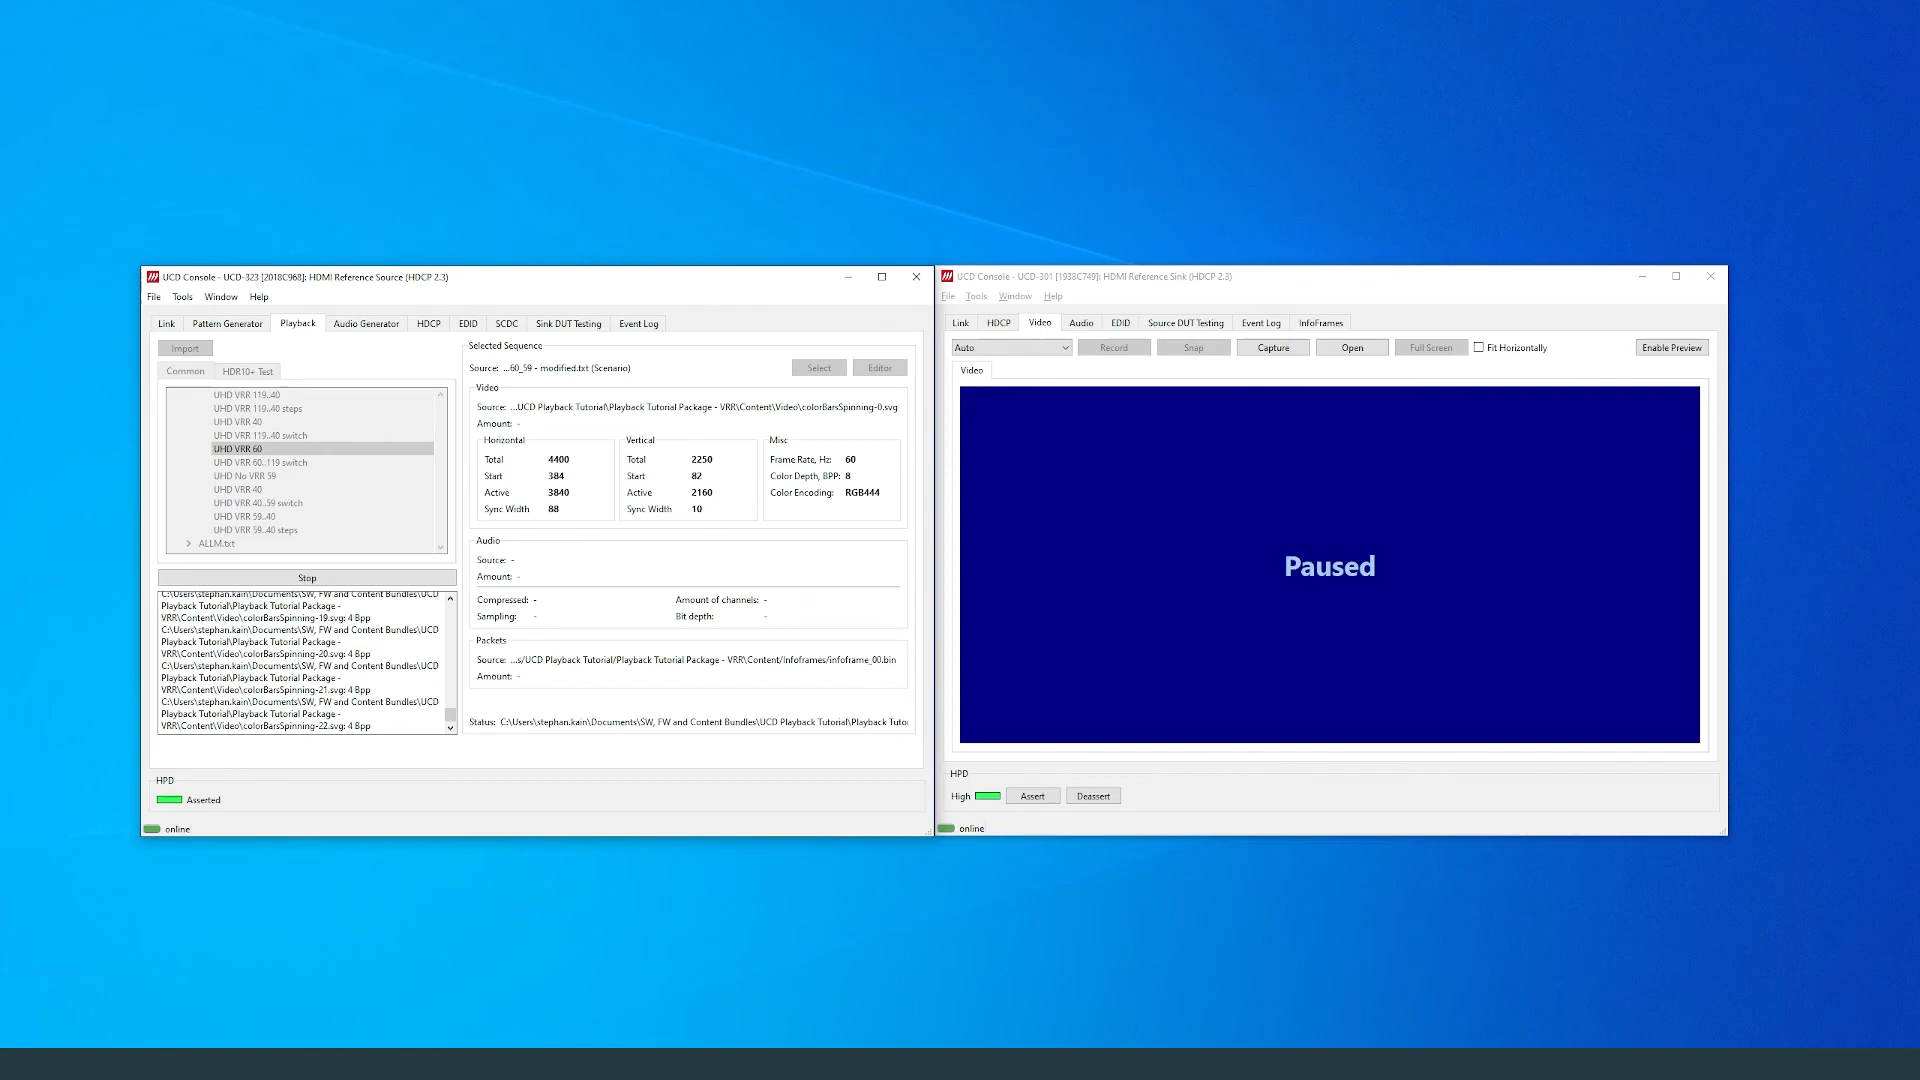 UCD Console - UCD-323 [2018C968]: HDMI Reference Source (HDCP 2.3)
File Tools Window Help
Link Pattern Generator Playback Audio Generator HDCP EDID SCDC Sink DUT Testing Event Log
Import
Common HDR10+ Test
UHD VRR 119..40
UHD VRR 119..40 steps
UHD VRR 40
UHD VRR 119..40 switch
UHD VRR 60
UHD VRR 60..119 switch
UHD No VRR 59
UHD VRR 40
UHD VRR 40..59 switch
UHD VRR 59..40
UHD VRR 59..40 steps
ALLM.txt
Stop
C:\Users\stephan.kain\Documents\SW, FW and Content Bundles\UCD
Playback Tutorial\Playback Tutorial Package -
VRR\Content\Video\colorBarsSpinning-19.svg: 4 Bpp
C:\Users\stephan.kain\Documents\SW, FW and Content Bundles\UCD
Playback Tutorial\Playback Tutorial Package -
VRR\Content\Video\colorBarsSpinning-20.svg: 4 Bpp
C:\Users\stephan.kain\Documents\SW, FW and Content Bundles\UCD
Playback Tutorial\Playback Tutorial Package -
VRR\Content\Video\colorBarsSpinning-21.svg: 4 Bpp
C:\Users\stephan.kain\Documents\SW, FW and Content Bundles\UCD
Playback Tutorial\Playback Tutorial Package -
VRR\Content\Video\colorBarsSpinning-22.svg: 4 Bpp
Selected Sequence
Source: ...60_59 - modified.txt (Scenario) Select Editor
Video
Source: ...UCD Playback Tutorial\Playback Tutorial Package - VRR\Content\Video\colorBarsSpinning-0.svg
Amount: -
Horizontal Vertical Misc
Total 4400 Total 2250 Frame Rate, Hz: 60
Start 384 Start 82 Color Depth, BPP: 8
Active 3840 Active 2160 Color Encoding: RGB444
Sync Width 88 Sync Width 10
Audio
Source: -
Amount: -
Compressed: - Amount of channels: -
Sampling: - Bit depth: -
Packets
Source: ...s/UCD Playback Tutorial/Playback Tutorial Package - VRR\Content/Infoframes/infoframe_00.bin
Amount: -
Status: C:\Users\stephan.kain\Documents\SW, FW and Content Bundles\UCD Playback Tutorial\Playback Tutor
HPD
Asserted
online
UCD Console - UCD-301 [1938C749]: HDMI Reference Sink (HDCP 2.3)
File Tools Window Help
Link HDCP Video Audio EDID Source DUT Testing Event Log InfoFrames
Auto Record Snap Capture Open Full Screen Fit Horizontally Enable Preview
Video
Paused
HPD
High Assert Deassert
online